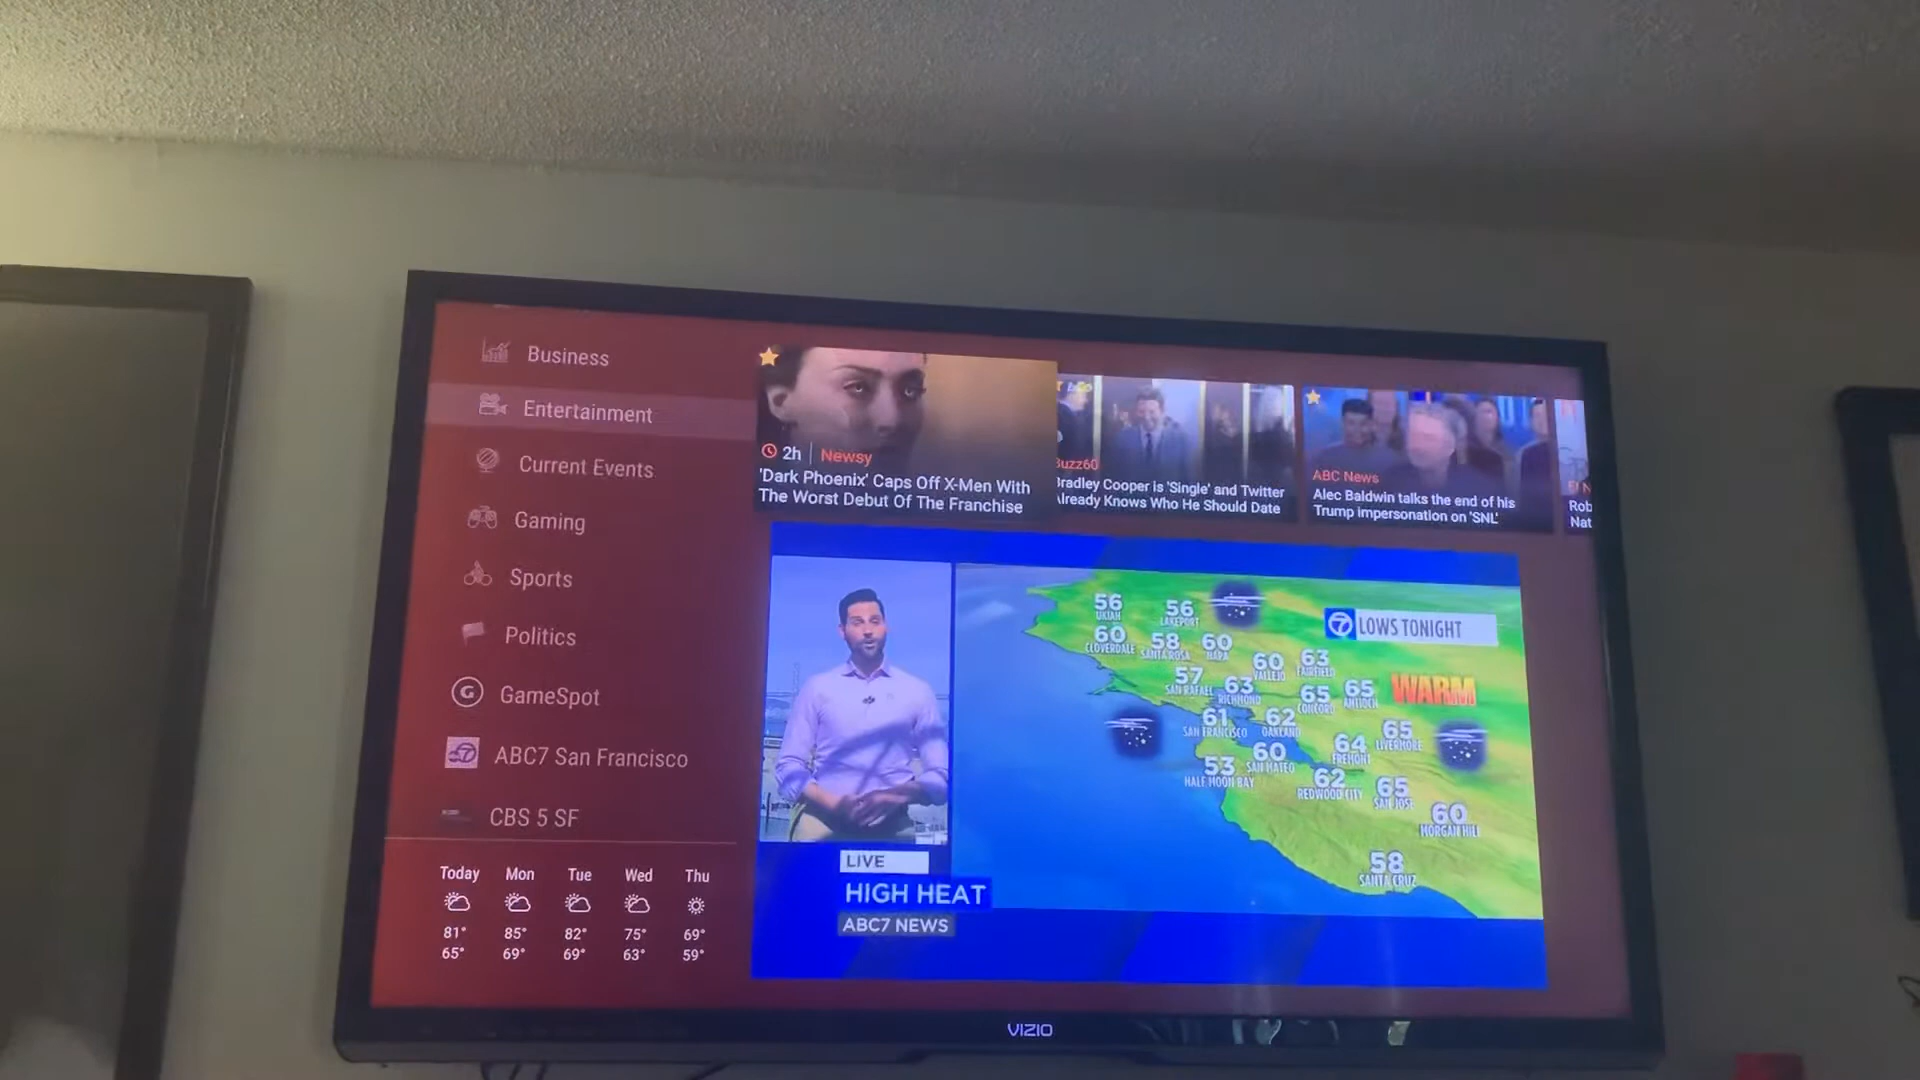 Business
Entertainment
Current Events
Gaming
Sports
Politics
GameSpot
ABC7 San Francisco
CBS 5 SF
Today Mon Tue Wed Thu
81° 85° 82° 75° 69°
65° 69° 69° 63° 59°
2h | Newsy
'Dark Phoenix' Caps Off X-Men With
The Worst Debut Of The Franchise
Buzz60
Bradley Cooper is 'Single' and Twitter
Already Knows Who He Should Date
ABC News
Alec Baldwin talks the end of his
Trump impersonation on 'SNL'
Rob
Nat
7 LOWS TONIGHT
WARM
56
UKIAH
56
LAKEPORT
60
CLOVERDALE
58
SANTA ROSA
60
NAPA
60
VALLEJO
63
FAIRFIELD
57
SAN RAFAEL
63
RICHMOND
65
CONCORD
65
ANTIOCH
61
SAN FRANCISCO
62
OAKLAND
65
LIVERMORE
64
FREMONT
60
SAN MATEO
53
HALF MOON BAY
62
REDWOOD CITY
65
SAN JOSE
60
MORGAN HILL
58
SANTA CRUZ
LIVE
HIGH HEAT
ABC7 NEWS
VIZIO